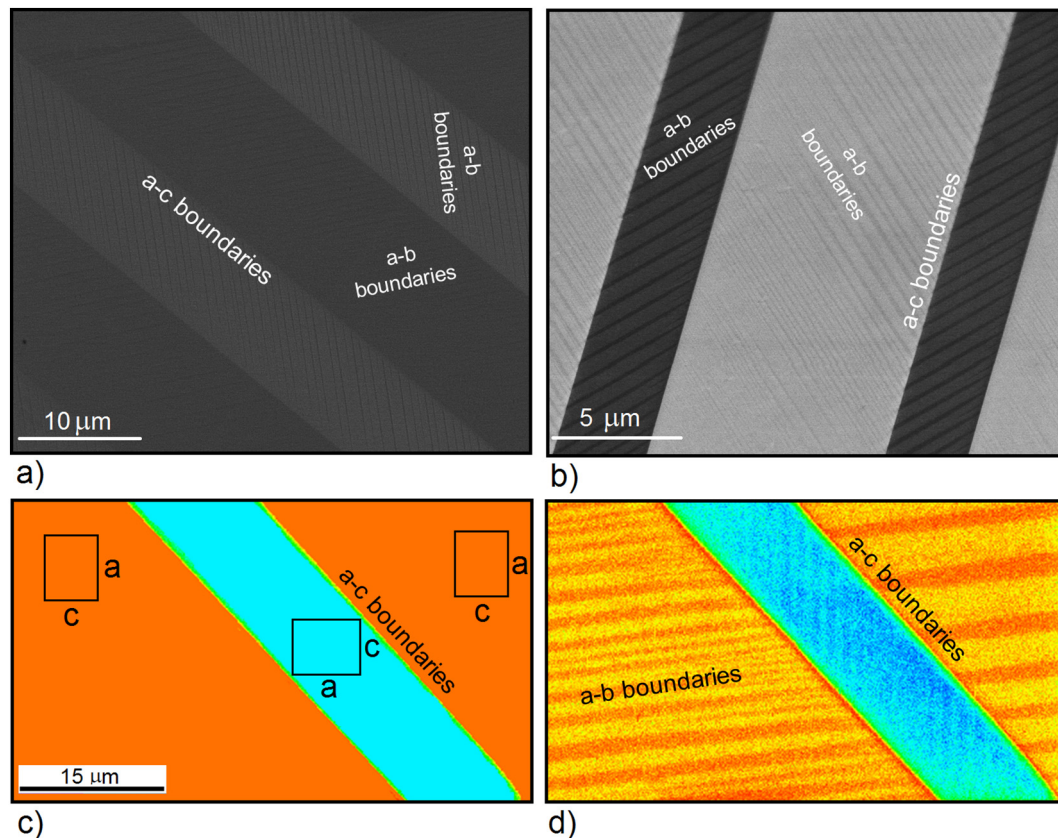 a-b
boundaries
a-c boundaries
a-b
boundaries
10 μm
a)
a-b
boundaries
a-b
boundaries
a-c boundaries
5 μm
b)
a
c
a-c boundaries
a
c
c
a
15 μm
c)
a-c boundaries
a-b boundaries
d)